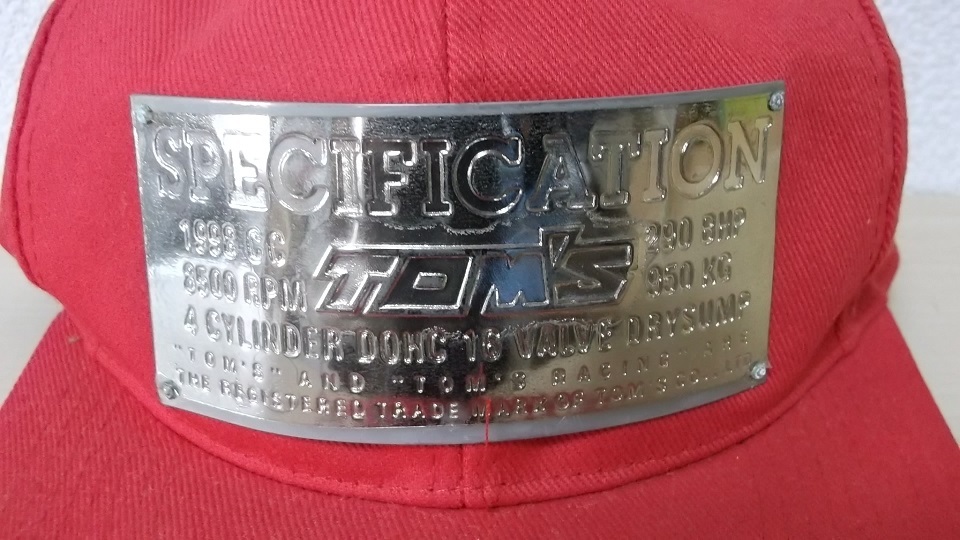 SPECIFICATION
1998 CC TOM'S 290 BHP
8500 RPM 950 KG
4 CYLINDER DOHC 16 VALVE DRYSUMP
"TOM'S" AND "TOM'S RACING" ARE
THE REGISTERED TRADE MARK OF TOM'S CO., LTD.